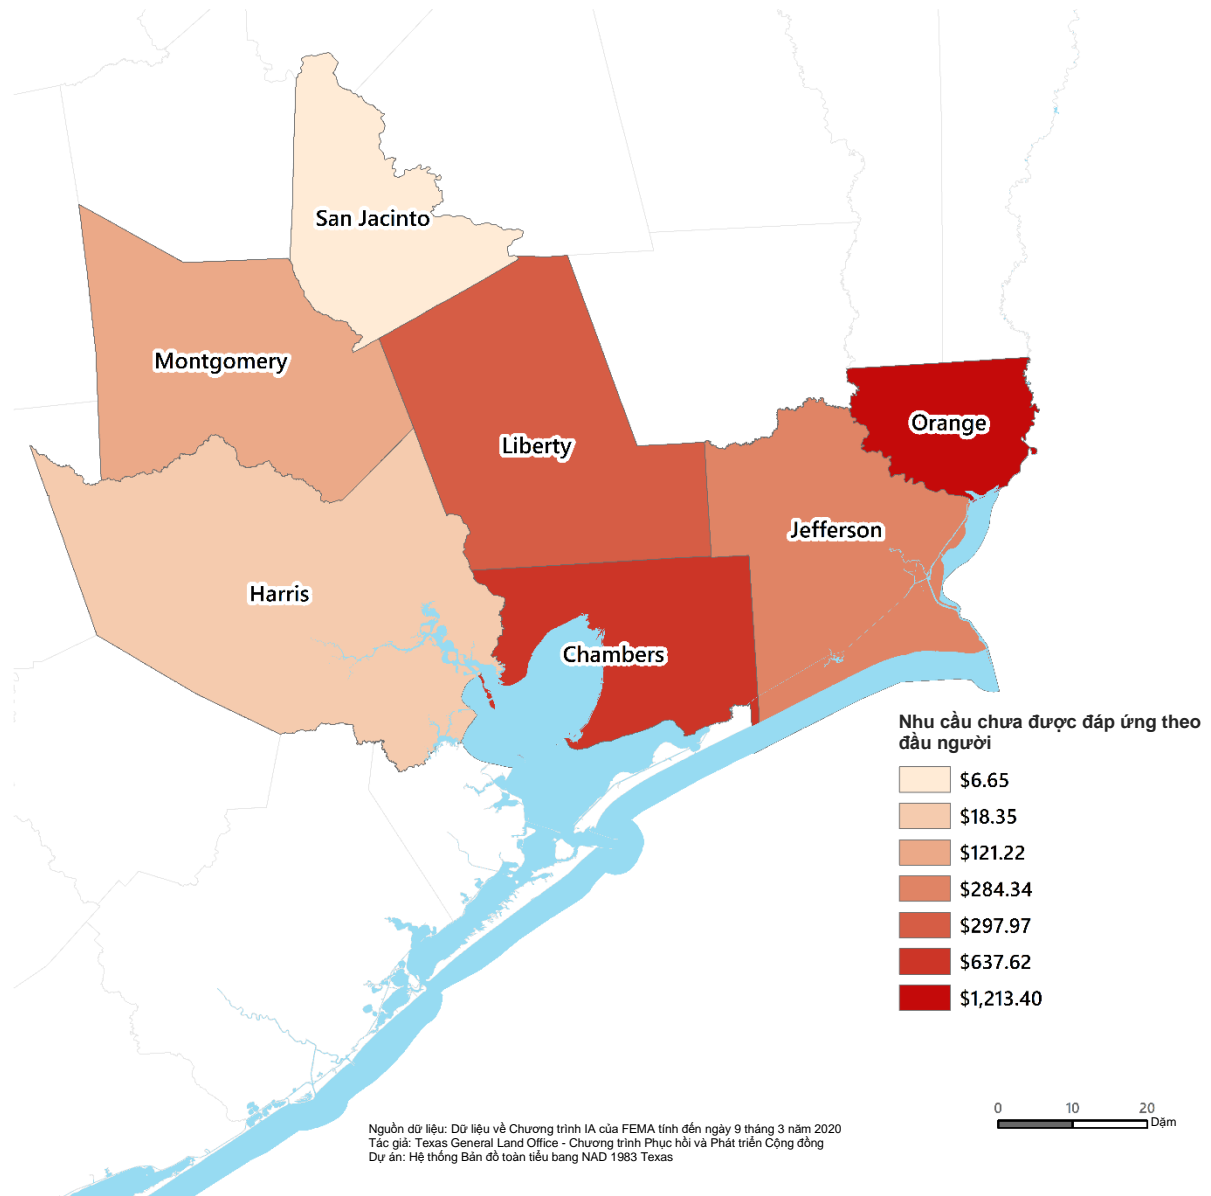 San Jacinto
Montgomery
Orange
Liberty
Jefferson
Harris
Chambers
Nhu cầu chưa được đáp ứng theo
đầu người
$6.65
$18.35
$121.22
$284.34
$297.97
$637.62
$1,213.40
0 10 20
Dặm
Nguồn dữ liệu: Dữ liệu về Chương trình IA của FEMA tính đến ngày 9 tháng 3 năm 2020
Tác giả: Texas General Land Office - Chương trình Phục hồi và Phát triển Cộng đồng
Dự án: Hệ thống Bản đồ toàn tiểu bang NAD 1983 Texas